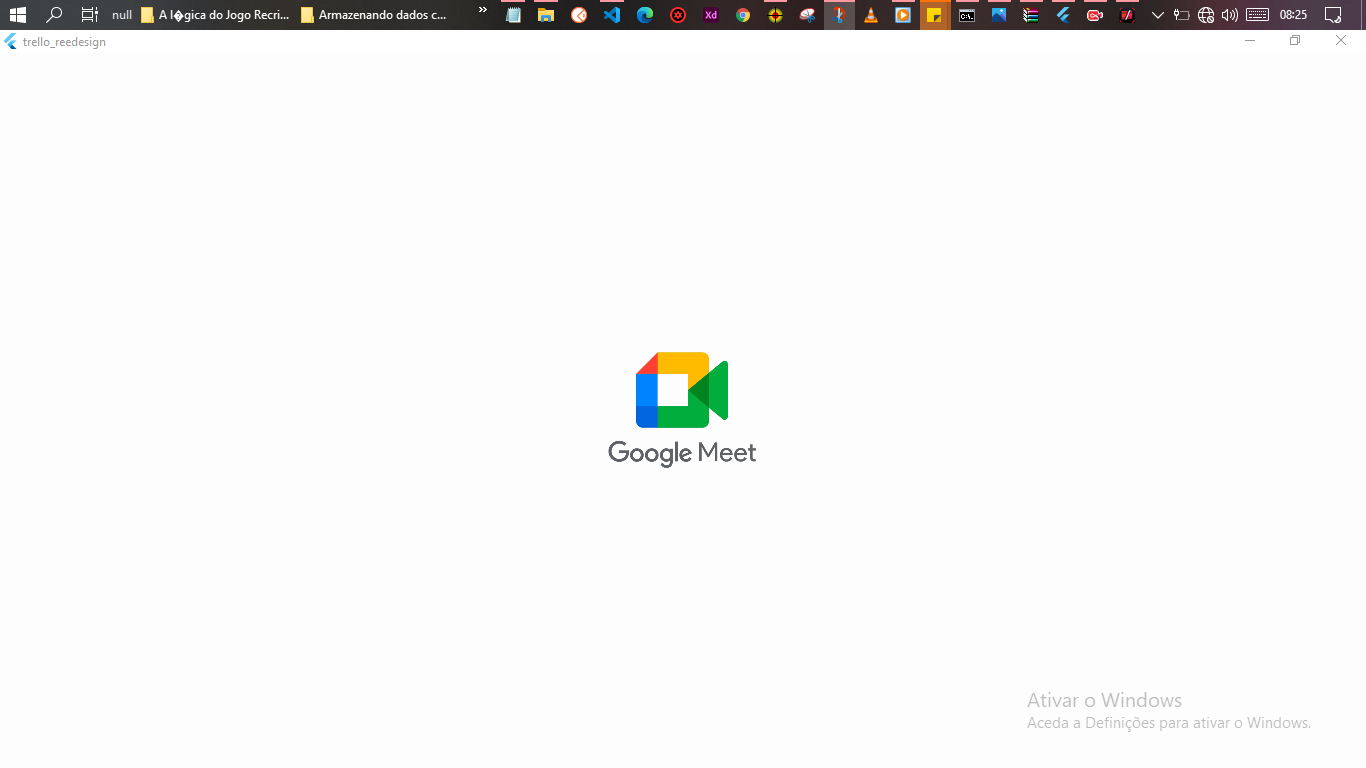 null
A l�gica do Jogo Recri...
Armazenando dados c...
»
Xd
C:\.
08:25
trello_reedesign
Google Meet
Ativar o Windows
Aceda a Definições para ativar o Windows.